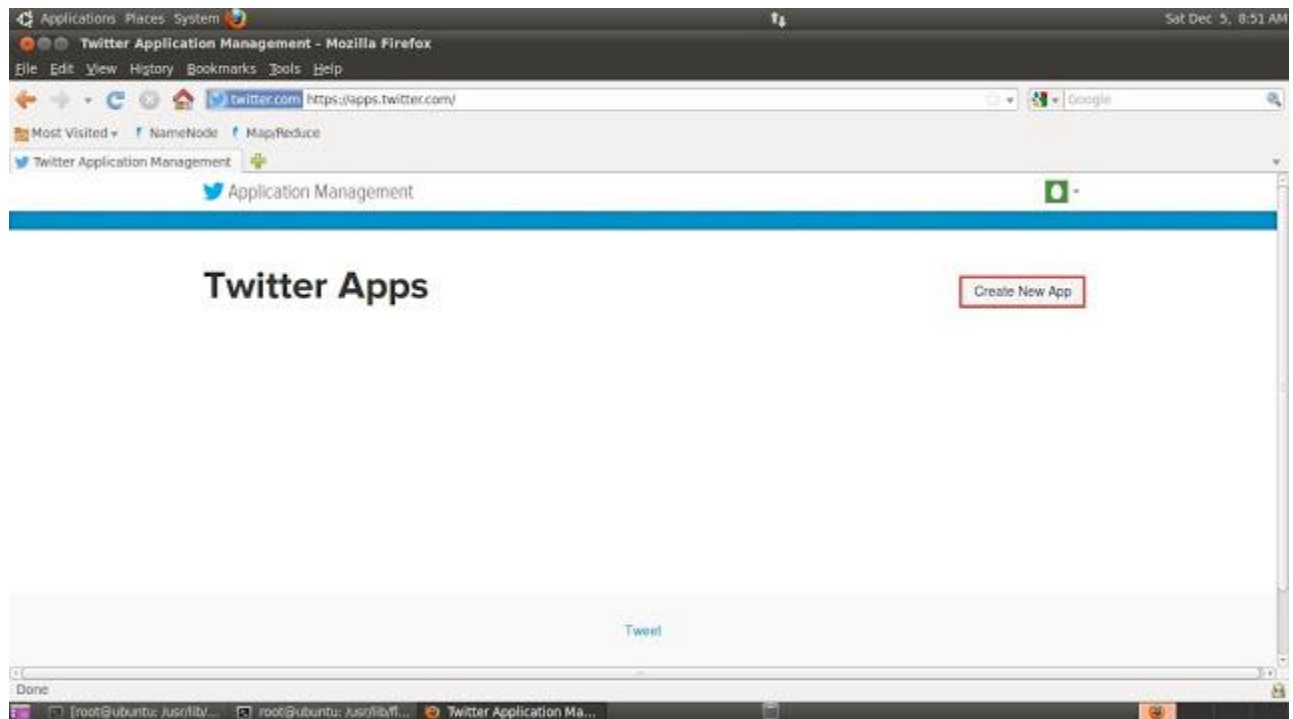 Applications Places System Sat Dec 5, 8:51 AM
Twitter Application Management - Mozilla Firefox
File Edit View History Bookmarks Tools Help
twitter.com https://apps.twitter.com/ Google
Most Visited NameNode Map/Reduce
Twitter Application Management
Application Management
Twitter Apps
Create New App
Tweet
Done
[root@ubuntu: /usr/lib/... root@ubuntu: /usr/lib/fl... Twitter Application Ma...